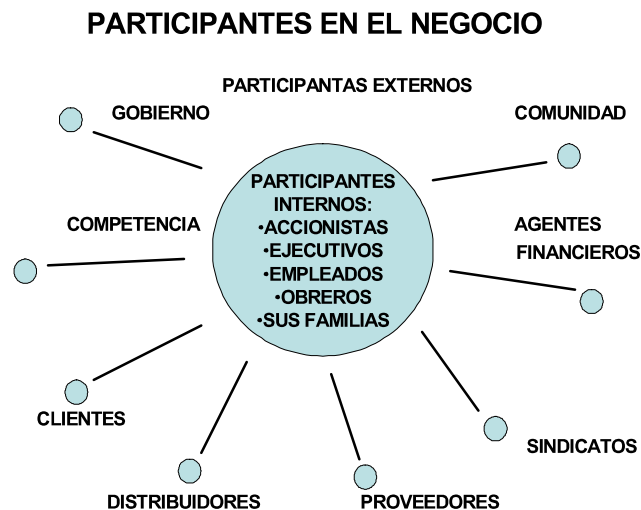 PARTICIPANTES EN EL NEGOCIO
PARTICIPANTAS EXTERNOS
GOBIERNO
COMUNIDAD
PARTICIPANTES
INTERNOS:
•ACCIONISTAS
•EJECUTIVOS
•EMPLEADOS
•OBREROS
•SUS FAMILIAS
COMPETENCIA
AGENTES
FINANCIEROS
CLIENTES
SINDICATOS
DISTRIBUIDORES
PROVEEDORES